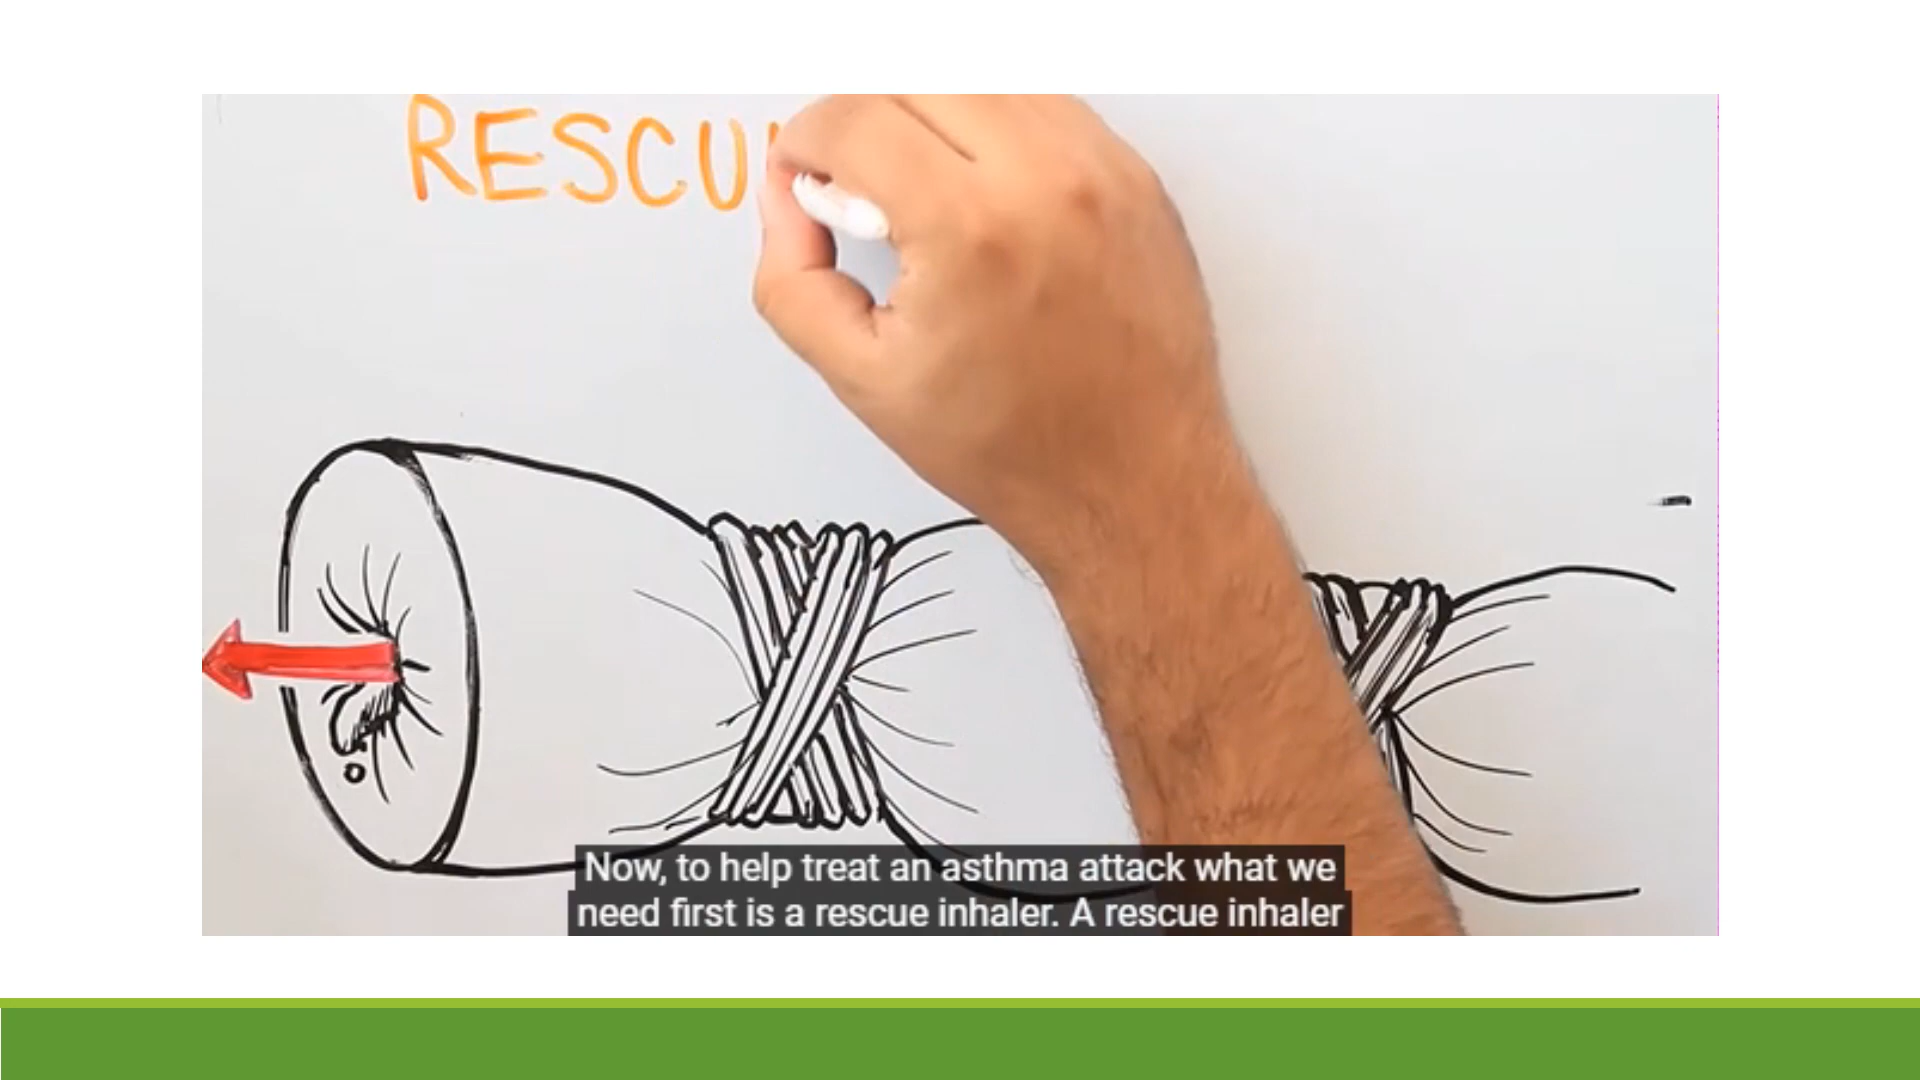 RESCU
Now, to help treat an asthma attack what we
need first is a rescue inhaler. A rescue inhaler